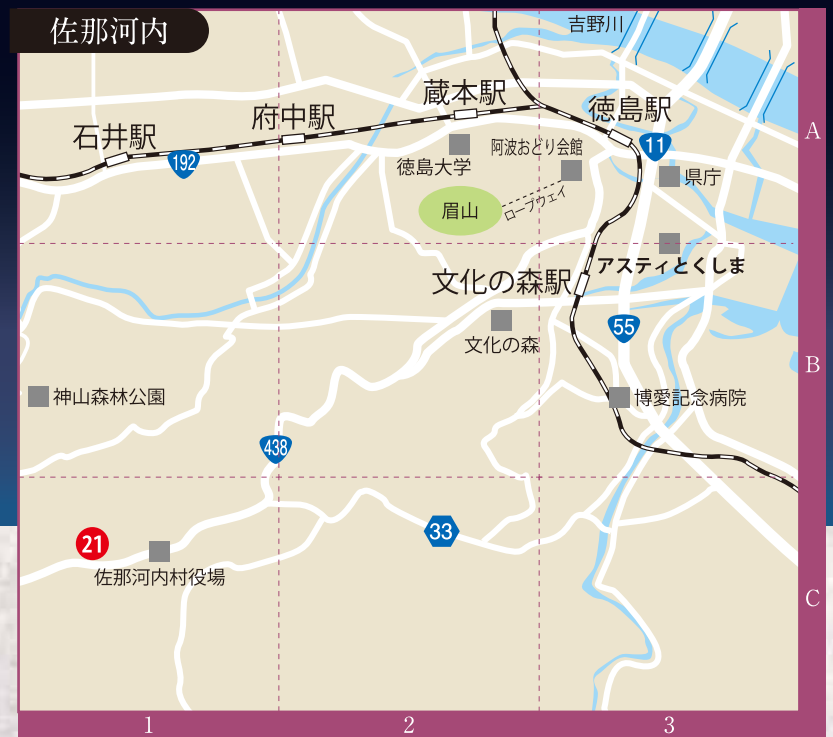 佐那河内
吉野川
蔵本駅
徳島駅
府中駅
石井駅
192
徳島大学
阿波おどり会館
11
県庁
A
眉山
ロープウェイ
アスティとくしま
文化の森駅
55
文化の森
B
神山森林公園
博愛記念病院
438
33
21
佐那河内村役場
C
1
2
3